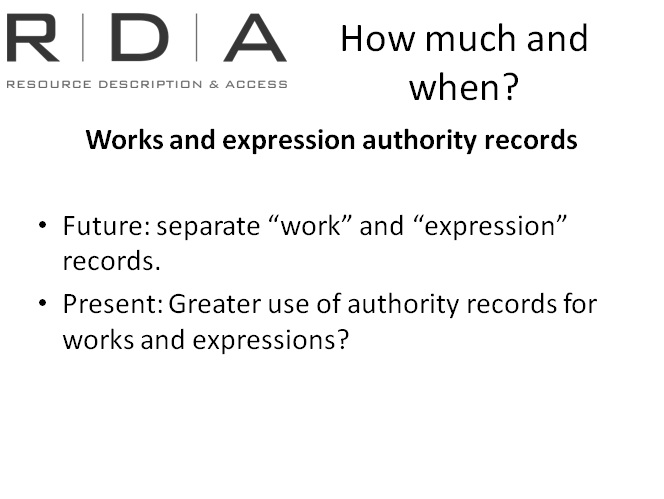 R | D | A
RESOURCE DESCRIPTION & ACCESS
How much and
when?
Works and expression authority records
• Future: separate “work” and “expression”
records.
• Present: Greater use of authority records for
works and expressions?